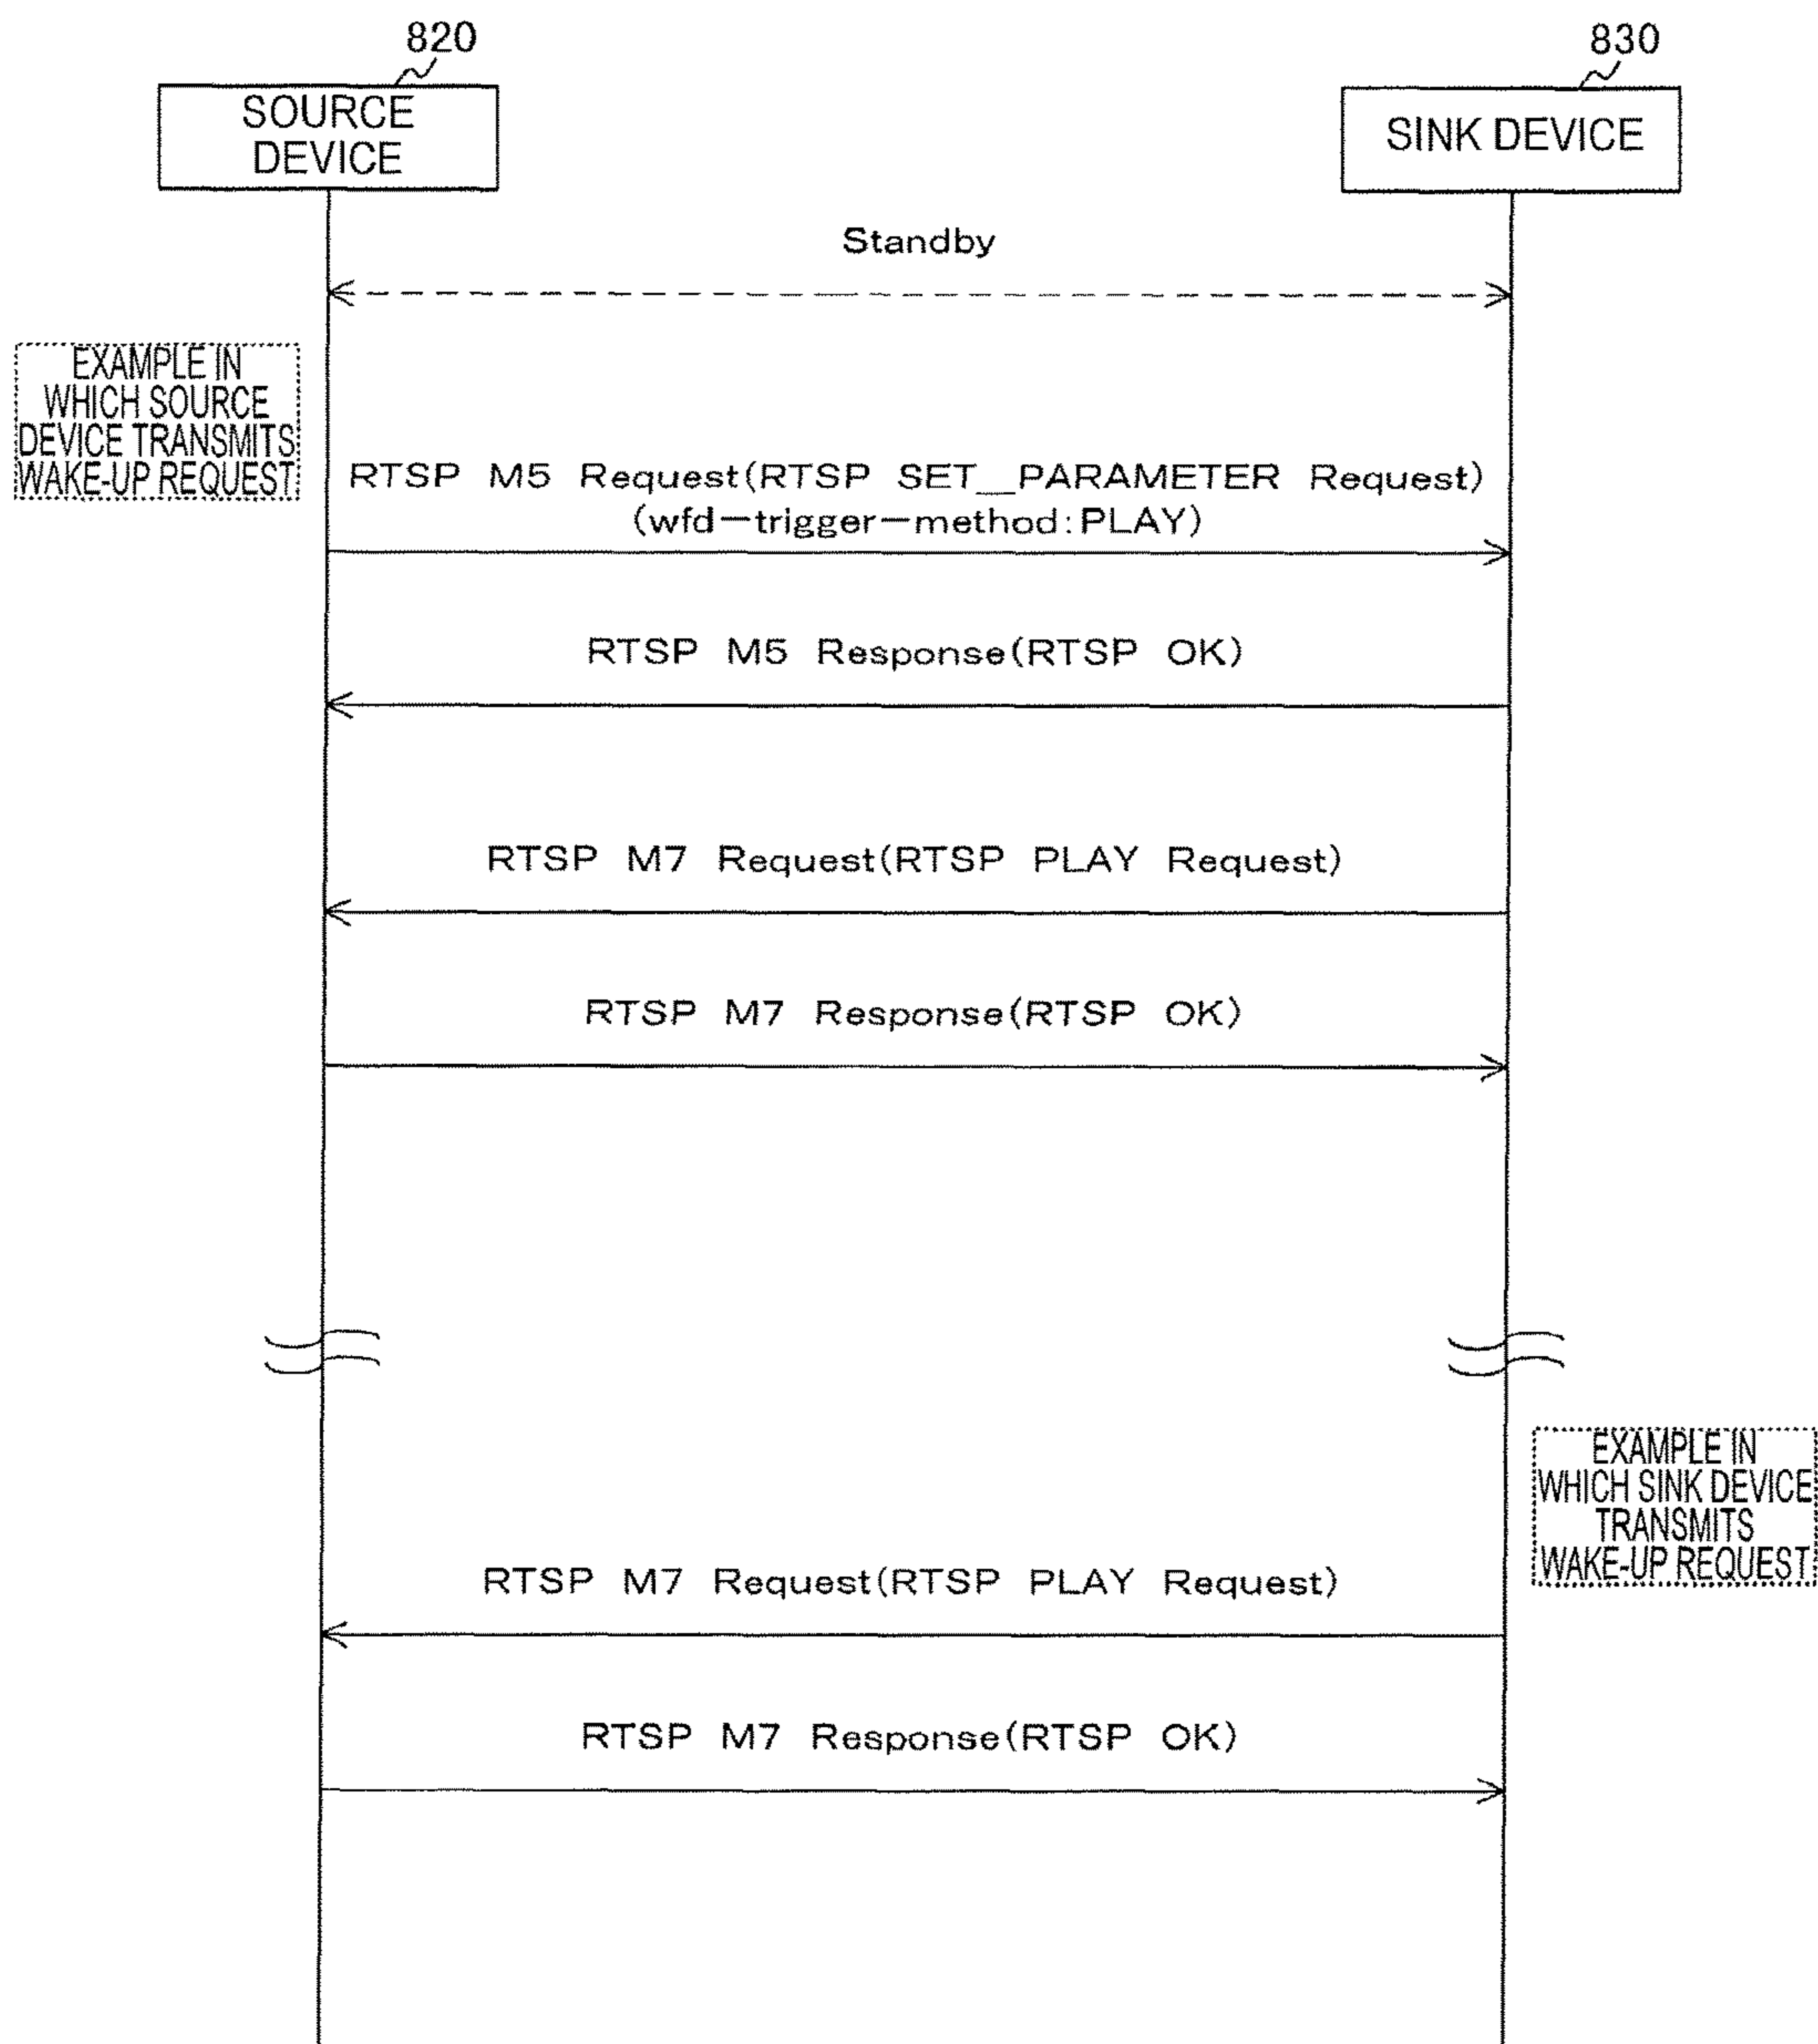 820
830
SOURCE
DEVICE
SINK DEVICE
Standby
EXAMPLE IN
WHICH SOURCE
DEVICE TRANSMITS
WAKE-UP REQUEST
RTSP M5 Request(RTSP SET_PARAMETER Request)
(wfd-trigger-method:PLAY)
RTSP M5 Response(RTSP OK)
RTSP M7 Request(RTSP PLAY Request)
RTSP M7 Response(RTSP OK)
EXAMPLE IN
WHICH SINK DEVICE
TRANSMITS
WAKE-UP REQUEST
RTSP M7 Request(RTSP PLAY Request)
RTSP M7 Response(RTSP OK)